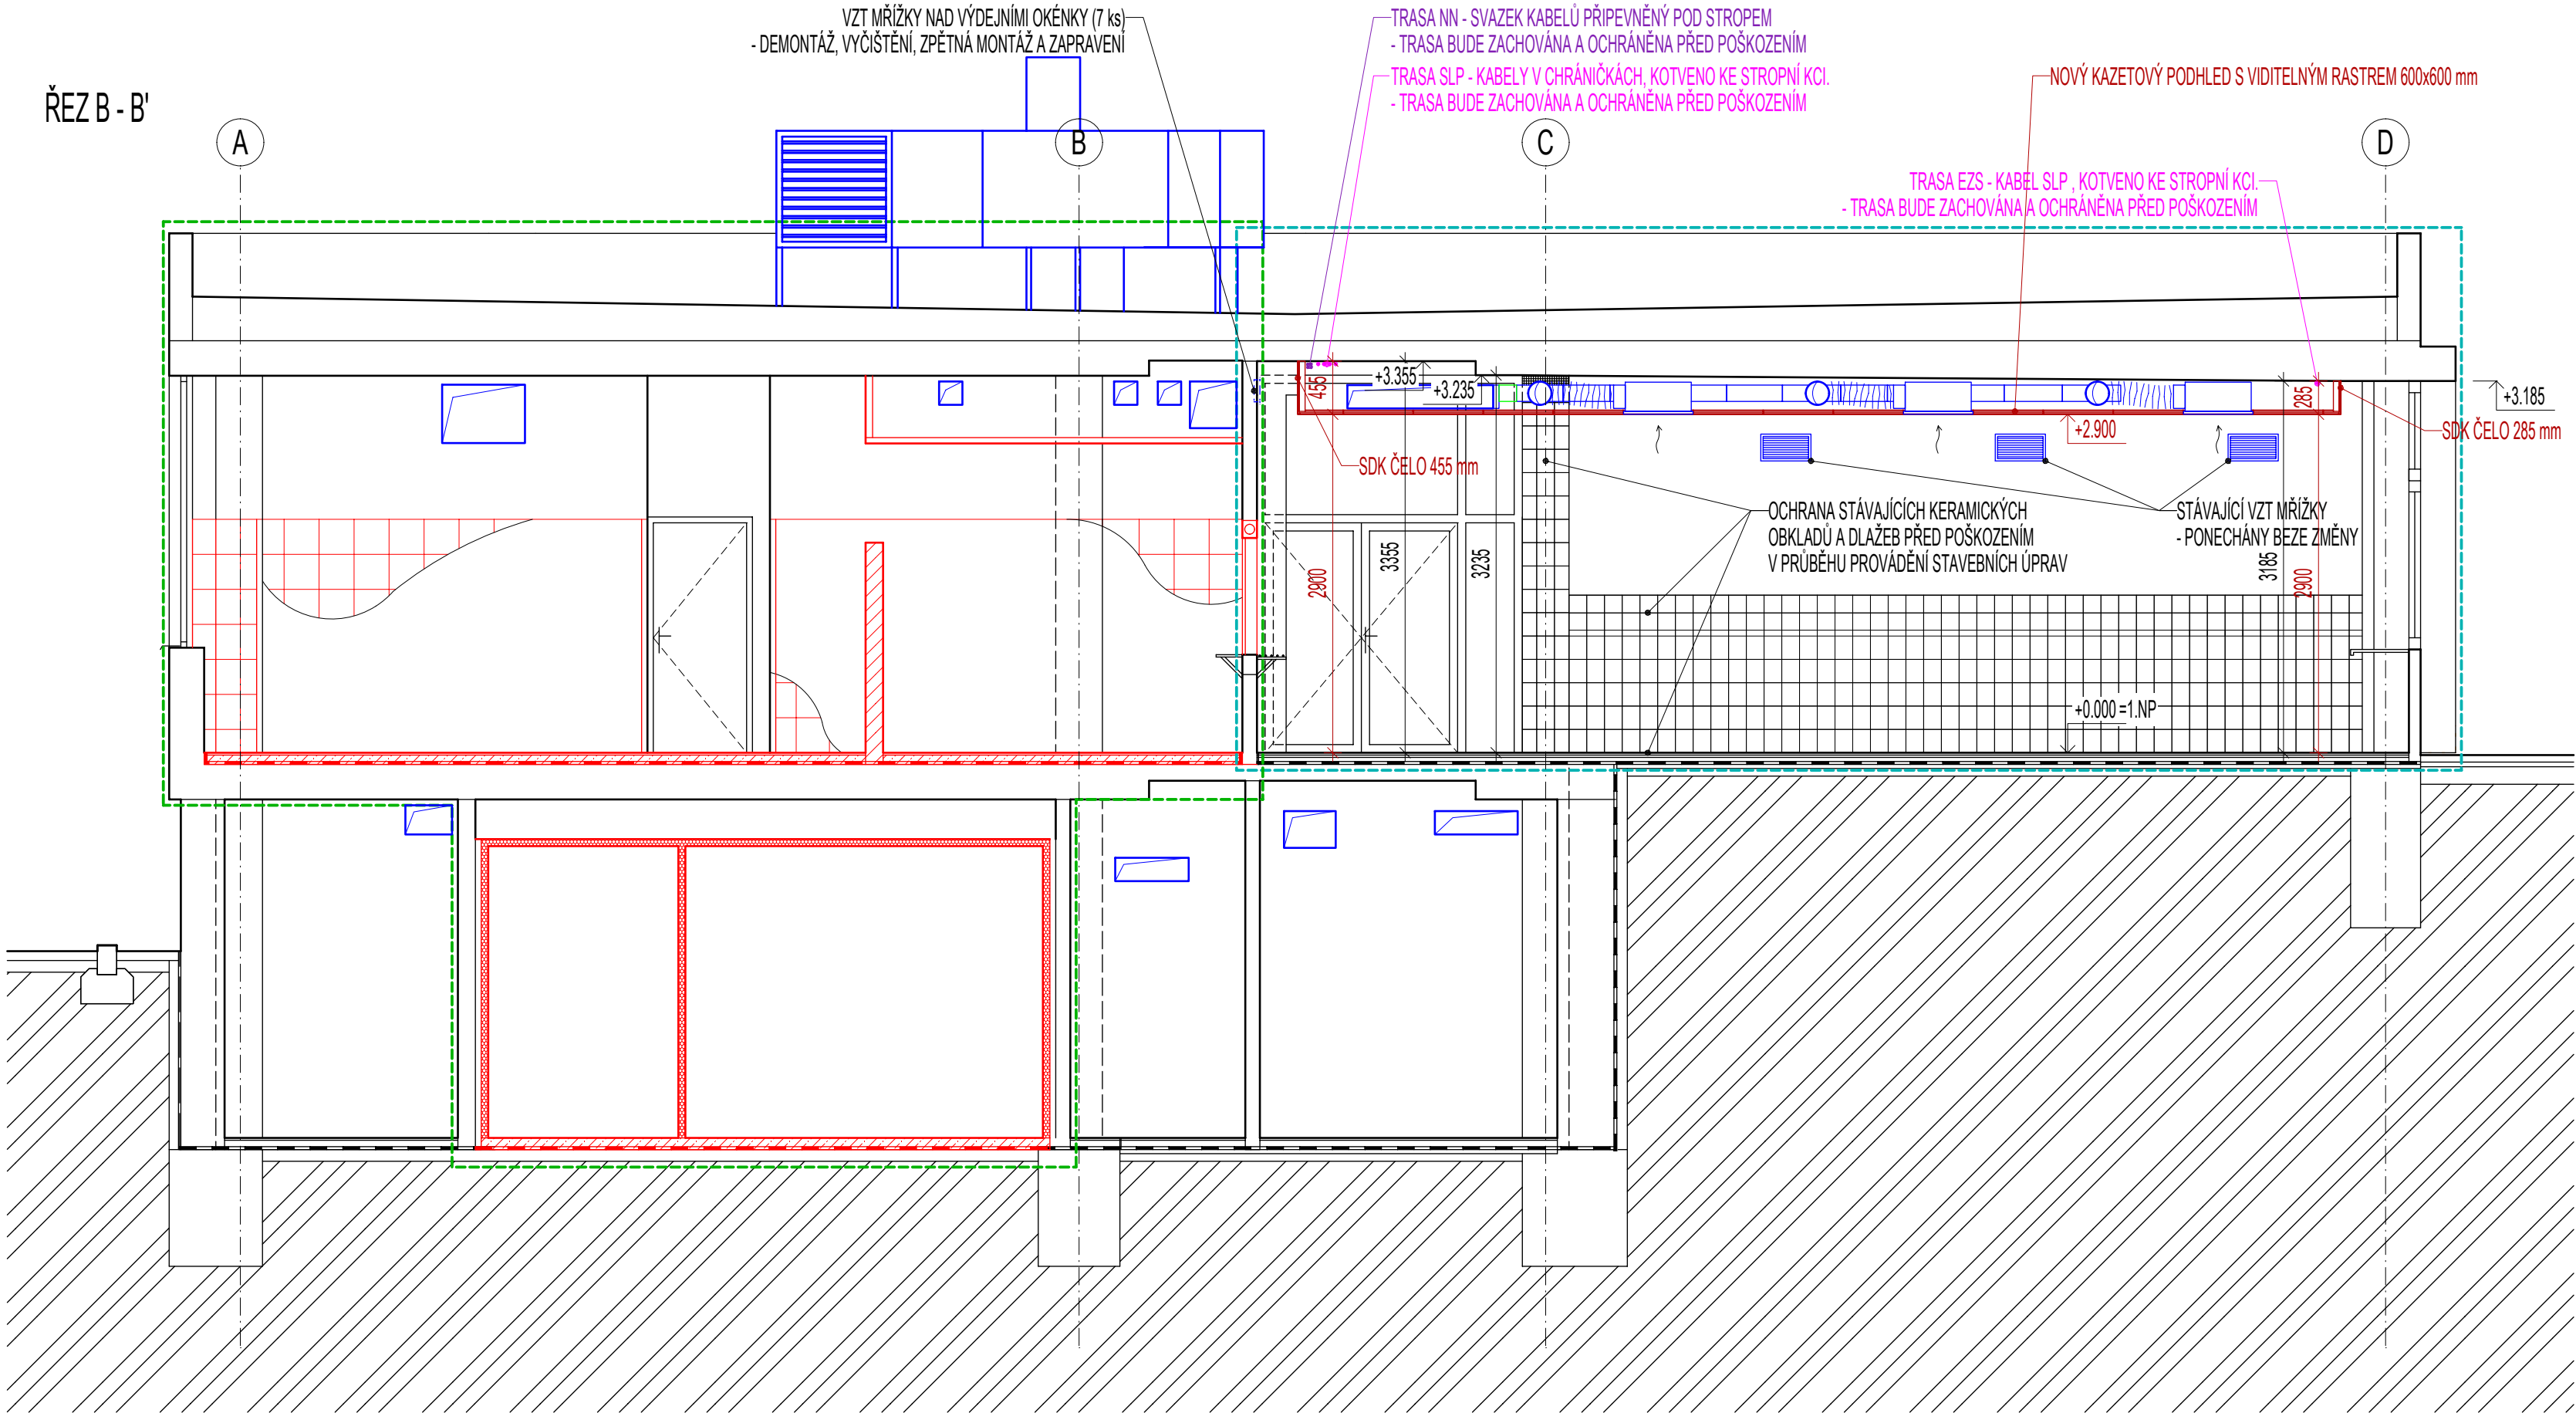 VZT MŘÍŽKY NAD VÝDEJNÍMI OKÉNKY (7 ks)
- DEMONTÁŽ, VYČIŠTĚNÍ, ZPĚTNÁ MONTÁŽ A ZAPRAVENÍ
TRASA NN - SVAZEK KABELŮ PŘIPEVNĚNÝ POD STROPEM
- TRASA BUDE ZACHOVÁNA A OCHRÁNĚNA PŘED POŠKOZENÍM
TRASA SLP - KABELY V CHRÁNIČKÁCH, KOTVENO KE STROPNÍ KCI.
- TRASA BUDE ZACHOVÁNA A OCHRÁNĚNA PŘED POŠKOZENÍM
NOVÝ KAZETOVÝ PODHLED S VIDITELNÝM RASTREM 600x600 mm
ŘEZ B - B'
A
B
C
D
TRASA EZS - KABEL SLP , KOTVENO KE STROPNÍ KCI.
- TRASA BUDE ZACHOVÁNA A OCHRÁNĚNA PŘED POŠKOZENÍM
455
+3.355
+3.235
285
+3.185
+2.900
SDK ČELO 285 mm
SDK ČELO 455 mm
OCHRANA STÁVAJÍCÍCH KERAMICKÝCH
OBKLADŮ A DLAŽEB PŘED POŠKOZENÍM
V PRŮBĚHU PROVÁDĚNÍ STAVEBNÍCH ÚPRAV
STÁVAJÍCÍ VZT MŘÍŽKY
- PONECHÁNY BEZE ZMĚNY
2900
3355
3235
3185
2900
+0.000 =1.NP